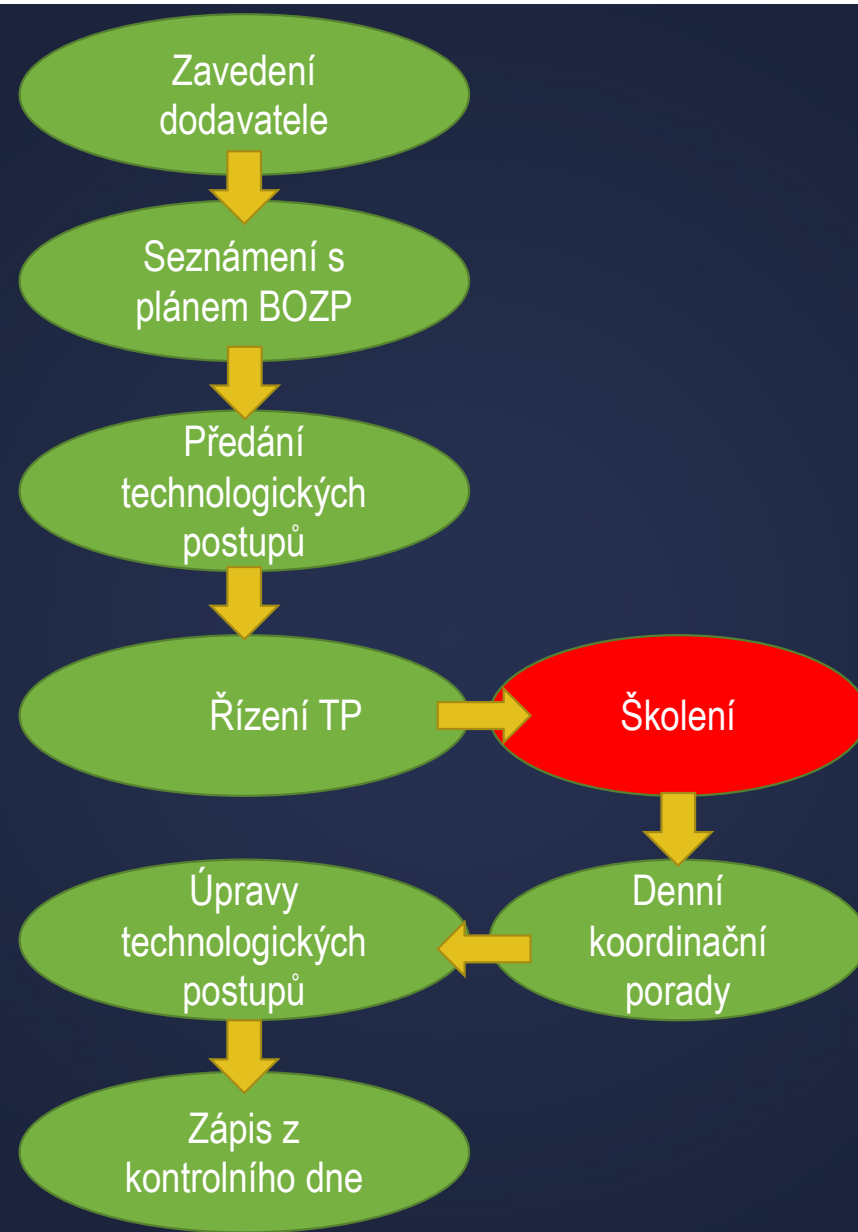 Zavedení
dodavatele
Seznámení s
plánem BOZP
Předání
technologických
postupů
Řízení TP
Školení
Denní
koordinační
porady
Úpravy
technologických
postupů
Zápis z
kontrolního dne